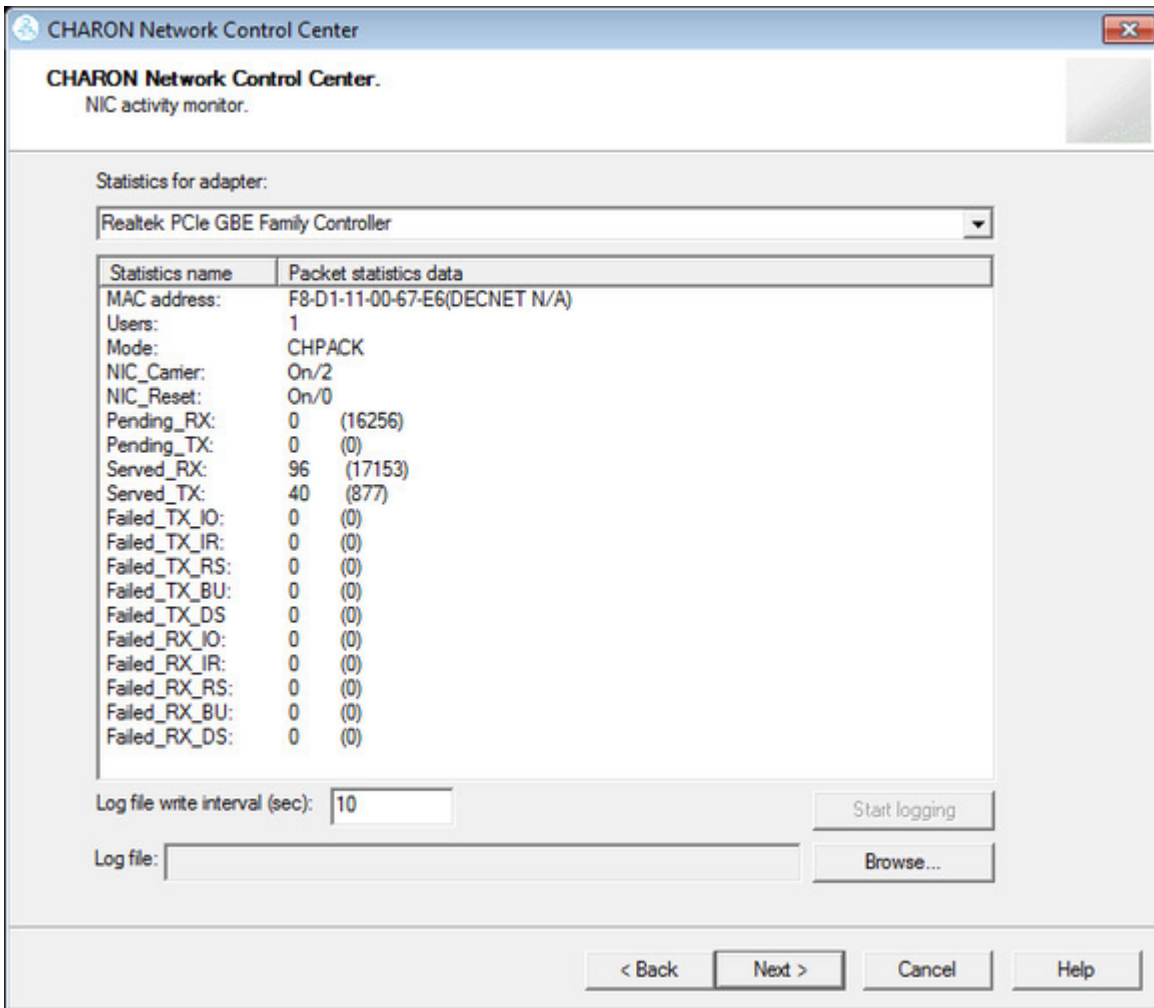 CHARON Network Control Center
CHARON Network Control Center.
NIC activity monitor.
Statistics for adapter:
Realtek PCIe GBE Family Controller
Statistics name Packet statistics data
MAC address: F8-D1-11-00-67-E6(DECNET N/A)
Users: 1
Mode: CHPACK
NIC_Carrier: On/2
NIC_Reset: On/0
Pending_RX: 0 (16256)
Pending_TX: 0 (0)
Served_RX: 96 (17153)
Served_TX: 40 (877)
Failed_TX_IO: 0 (0)
Failed_TX_IR: 0 (0)
Failed_TX_RS: 0 (0)
Failed_TX_BU: 0 (0)
Failed_TX_DS 0 (0)
Failed_RX_IO: 0 (0)
Failed_RX_IR: 0 (0)
Failed_RX_RS: 0 (0)
Failed_RX_BU: 0 (0)
Failed_RX_DS: 0 (0)
Log file write interval (sec): 10 Start logging
Log file: Browse...
< Back Next > Cancel Help